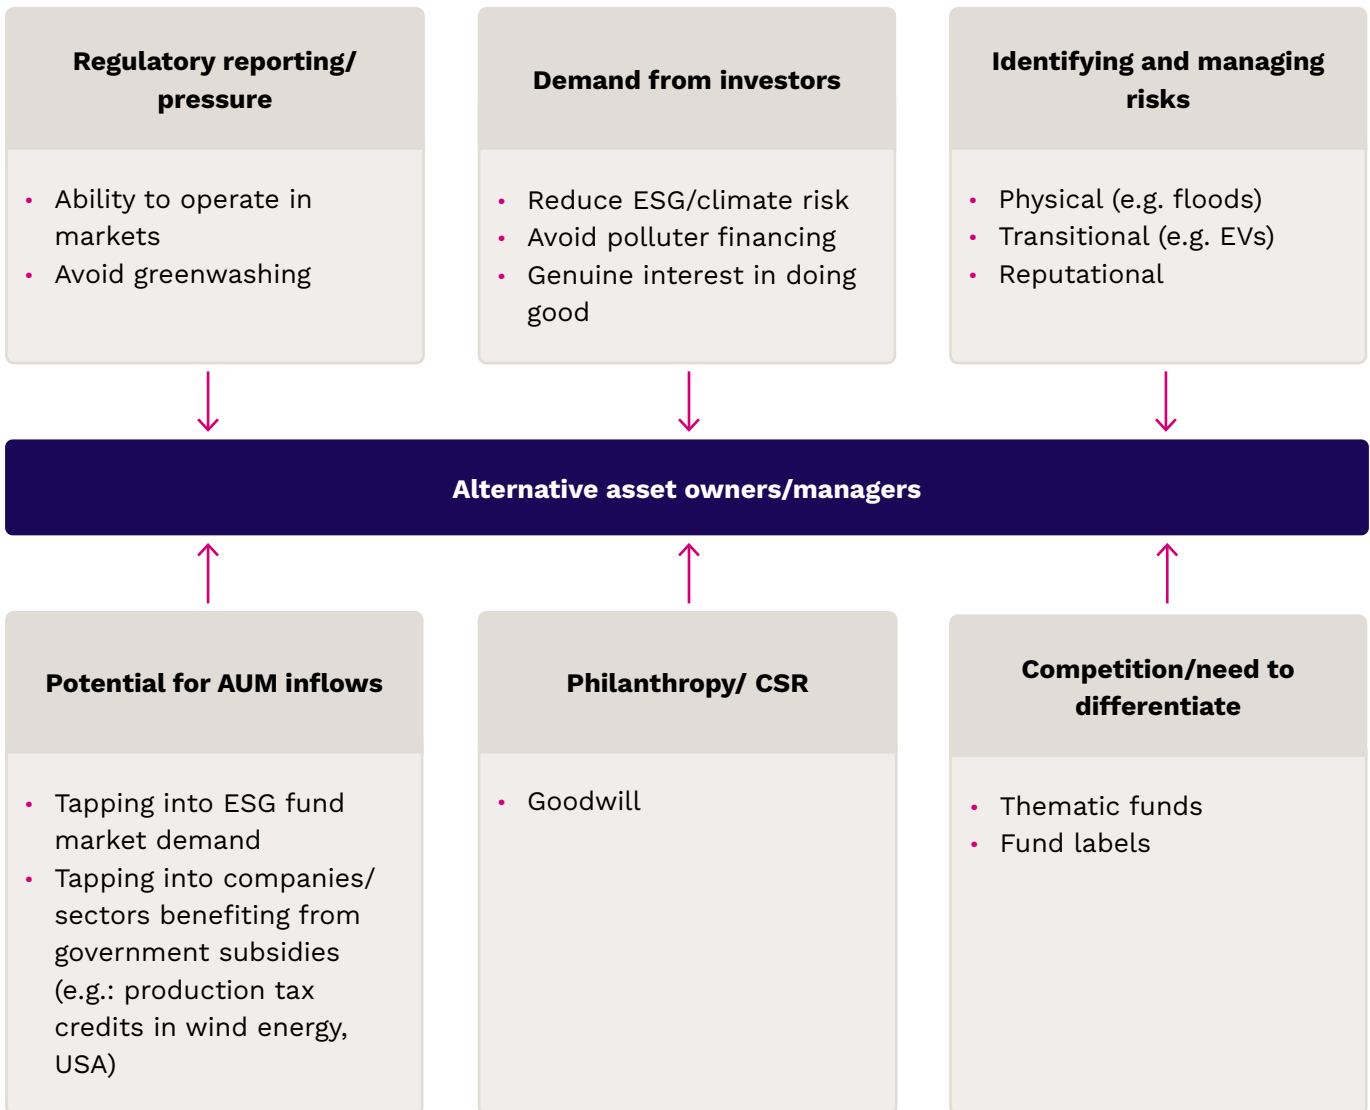 Regulatory reporting/
pressure
• Ability to operate in
markets
• Avoid greenwashing
Demand from investors
• Reduce ESG/climate risk
• Avoid polluter financing
• Genuine interest in doing
good
Identifying and managing
risks
• Physical (e.g. floods)
• Transitional (e.g. EVs)
• Reputational
Alternative asset owners/managers
Potential for AUM inflows
• Tapping into ESG fund
market demand
• Tapping into companies/
sectors benefiting from
government subsidies
(e.g.: production tax
credits in wind energy,
USA)
Philanthropy/ CSR
• Goodwill
Competition/need to
differentiate
• Thematic funds
• Fund labels